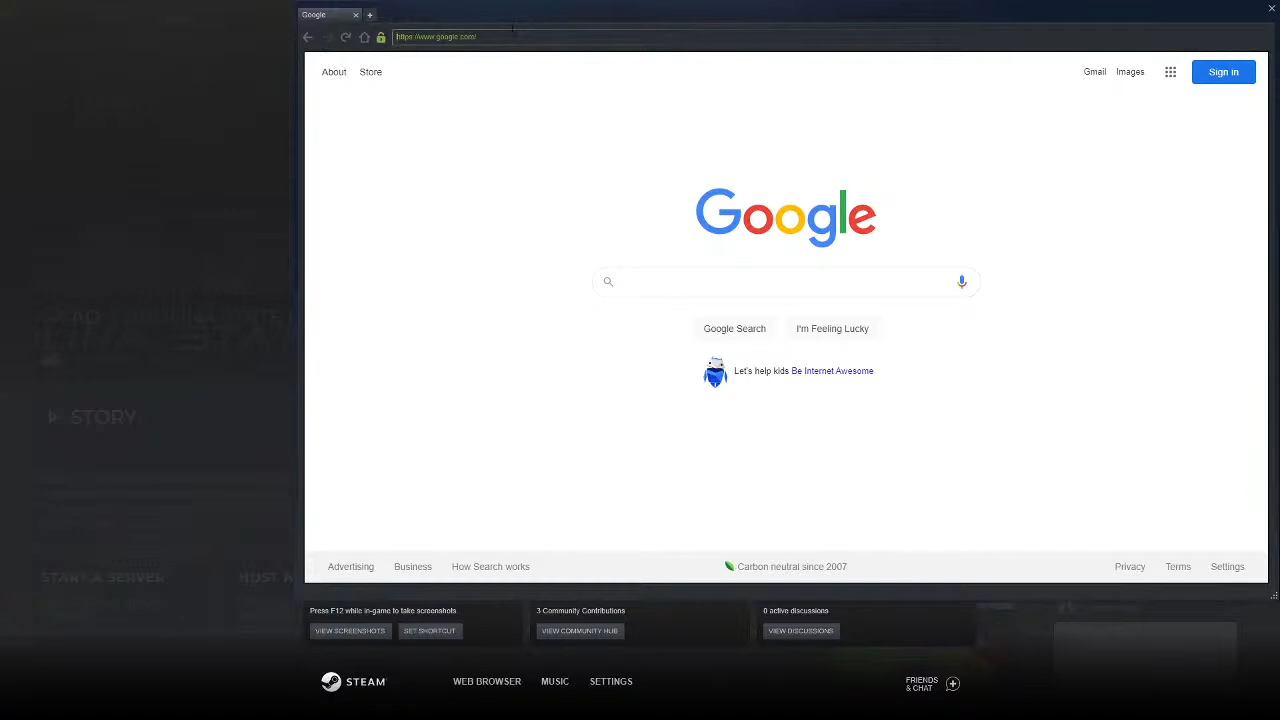 Google
https://www.google.com/
About Store
Gmail Images
Sign in
Google
Google Search
I'm Feeling Lucky
Let's help kids Be Internet Awesome
Advertising Business How Search works
Carbon neutral since 2007
Privacy Terms Settings
STORY
START A SERVER
Press F12 while in-game to take screenshots
VIEW SCREENSHOTS
SET SHORTCUT
3 Community Contributions
VIEW COMMUNITY HUB
0 active discussions
VIEW DISCUSSIONS
STEAM
WEB BROWSER MUSIC SETTINGS
FRIENDS
& CHAT